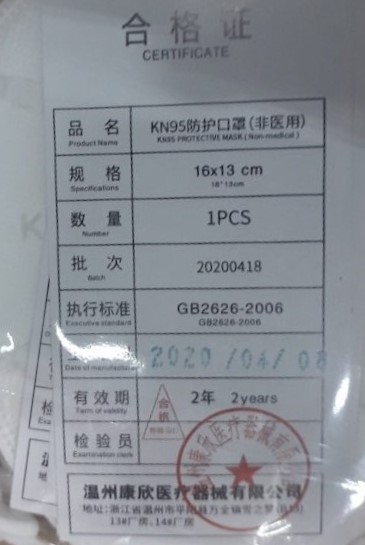 合格证
CERTIFICATE
品名 KN95防护口罩(非医用)
Product Name KN95 PROTECTIVE MASK (Non-medical)
规格 16x13 cm
Specifications 16*13cm
数量 1PCS
Number
批次 20200418
Batch
执行标准 GB2626-2006
Executive standard GB2626-2006
2020/04/08
Date of manufacture
有效期 2年 2years
Term of validity
合格
检验员
Examination clerk
温州康欣医疗器械有限公司
地址:浙江省温州市平阳县万全镇
13#厂房、14#厂房